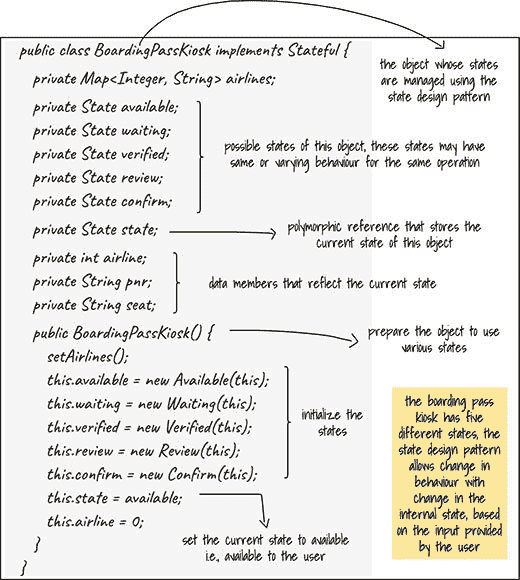 public class BoardingPassKiosk implements Stateful {
private Map<Integer, String> airlines;
private State available;
private State waiting;
private State verified;
private State review;
private State confirm;
private State state;
private int airline;
private String pnr;
private String seat;
public BoardingPassKiosk() {
setAirlines();
this.available = new Available(this);
this.waiting = new Waiting(this);
this.verified = new Verified(this);
this.review = new Review(this);
this.confirm = new Confirm(this);
this.state = available;
this.airline = 0;
}
}
the object whose states
are managed using the
state design pattern
possible states of this object, these states may have
same or varying behaviour for the same operation
polymorphic reference that stores the
current state of this object
data members that reflect the current state
prepare the object to use
various states
initialize the
states
set the current state to available
i.e., available to the user
the boarding pass
kiosk has five
different states, the
state design pattern
allows change in
behaviour with
change in the
internal state, based
on the input provided
by the user